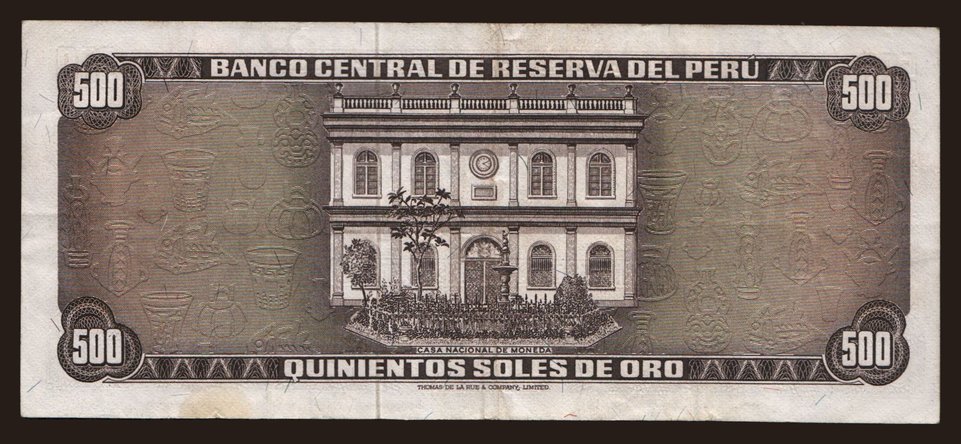 BANCO CENTRAL DE RESERVA DEL PERÚ
500 500
CASA NACIONAL DE MONEDA
500 500
QUINIENTOS SOLES DE ORO
THOMAS DE LA RUE & COMPANY, LIMITED.